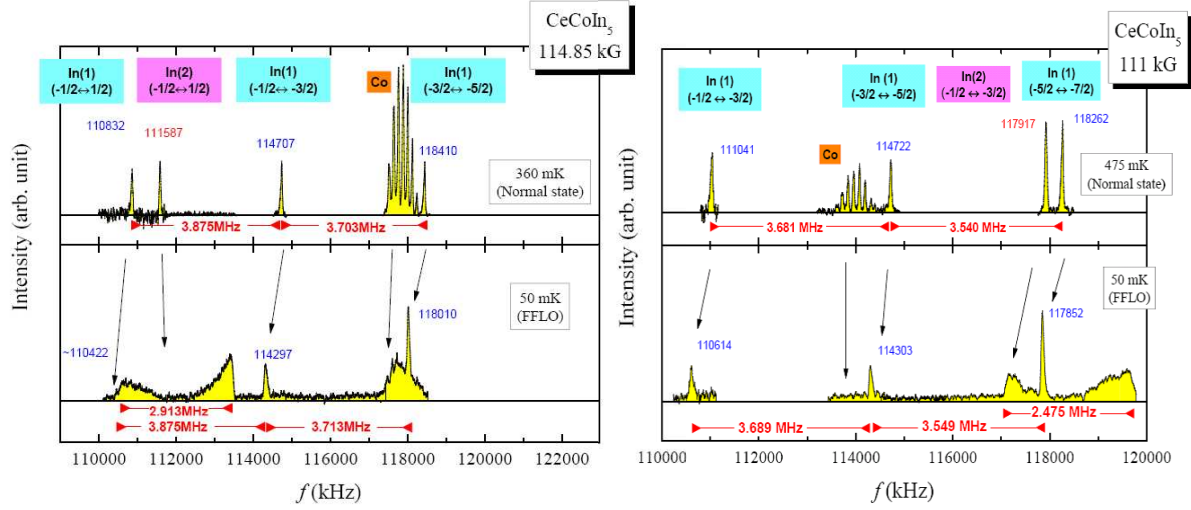 CeCoIn5
114.85 kG
In(1)
(-1/2↔1/2)
In(2)
(-1/2↔1/2)
In(1)
(-1/2↔ -3/2)
Co
In(1)
(-3/2↔ -5/2)
110832
111587
114707
118410
360 mK
(Normal state)
3.875MHz
3.703MHz
50 mK
(FFLO)
118010
~110422
114297
2.913MHz
3.875MHz
3.713MHz
Intensity (arb. unit)
Intensity (arb. unit)
110000 112000 114000 116000 118000 120000 122000
f (kHz)
CeCoIn5
111 kG
In (1)
(-1/2 ↔ -3/2)
In (1)
(-3/2 ↔ -5/2)
In(2)
(-1/2 ↔ -3/2)
In (1)
(-5/2 ↔ -7/2)
111041
Co
114722
117917
118262
475 mK
(Normal state)
3.681 MHz
3.540 MHz
50 mK
(FFLO)
117852
110614
114303
2.475 MHz
3.689 MHz
3.549 MHz
Intensity (arb. unit)
Intensity (arb. unit)
110000 112000 114000 116000 118000 120000
f (kHz)